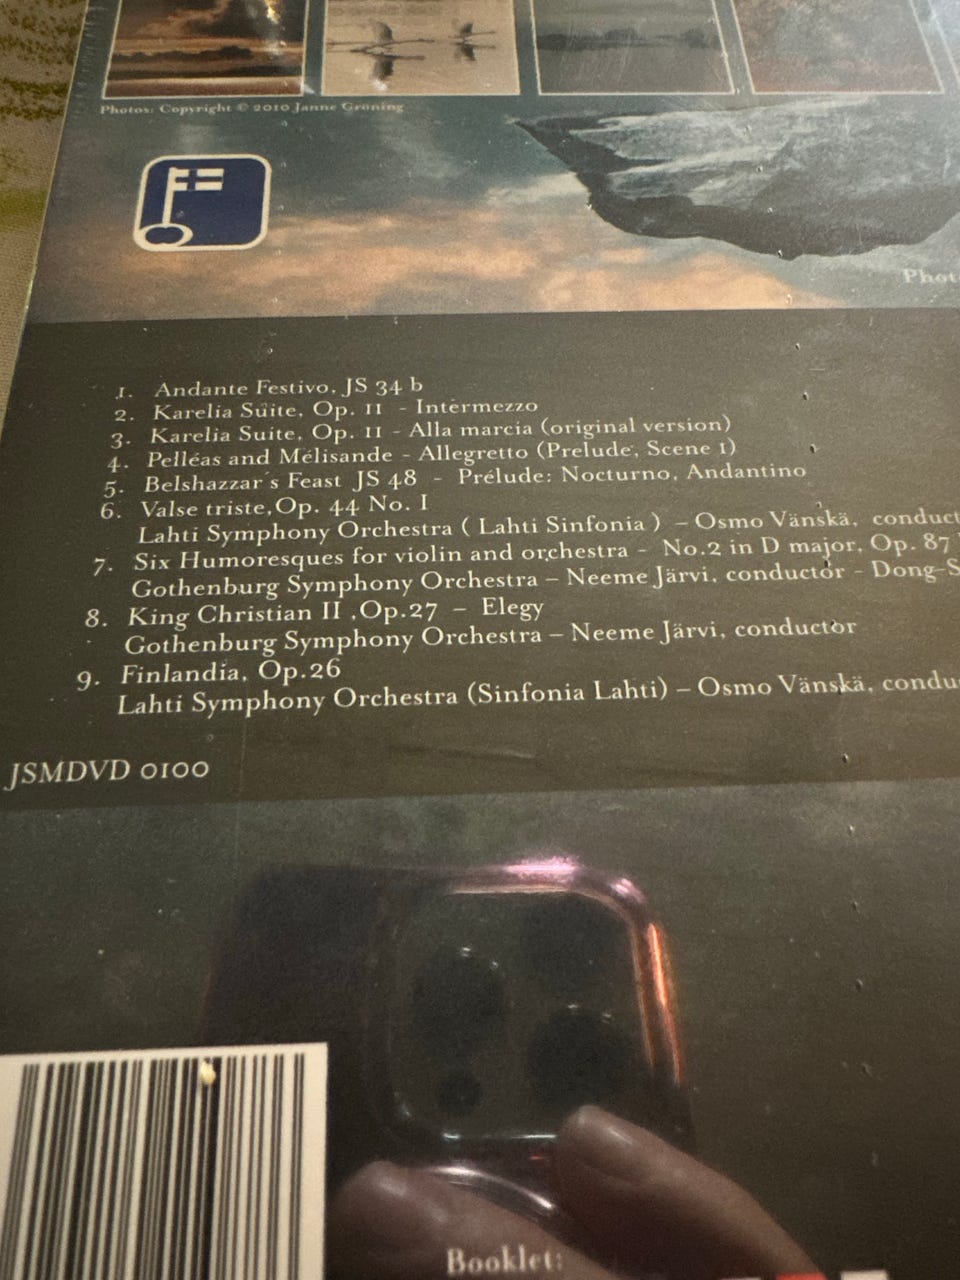 Photos: Copyright © 2010 Janne Gröning
1. Andante Festivo, JS 34 b
2. Karelia Suite, Op. 11 - Intermezzo
3. Karelia Suite, Op. 11 - Alla marcia (original version)
4. Pelléas and Mélisande - Allegretto (Prelude, Scene 1)
5. Belshazzar's Feast JS 48 - Prélude: Nocturno, Andantino
6. Valse triste,Op. 44 No. I
Lahti Symphony Orchestra ( Lahti Sinfonia ) – Osmo Vänskä, conduct
7. Six Humoresques for violin and orchestra - No.2 in D major, Op. 87
Gothenburg Symphony Orchestra – Neeme Järvi, conductor - Dong-S
8. King Christian II ,Op.27 – Elegy
Gothenburg Symphony Orchestra – Neeme Järvi, conductor
9. Finlandia, Op.26
Lahti Symphony Orchestra (Sinfonia Lahti) – Osmo Vänskä, condu
JSMDVD 0100
Booklet: